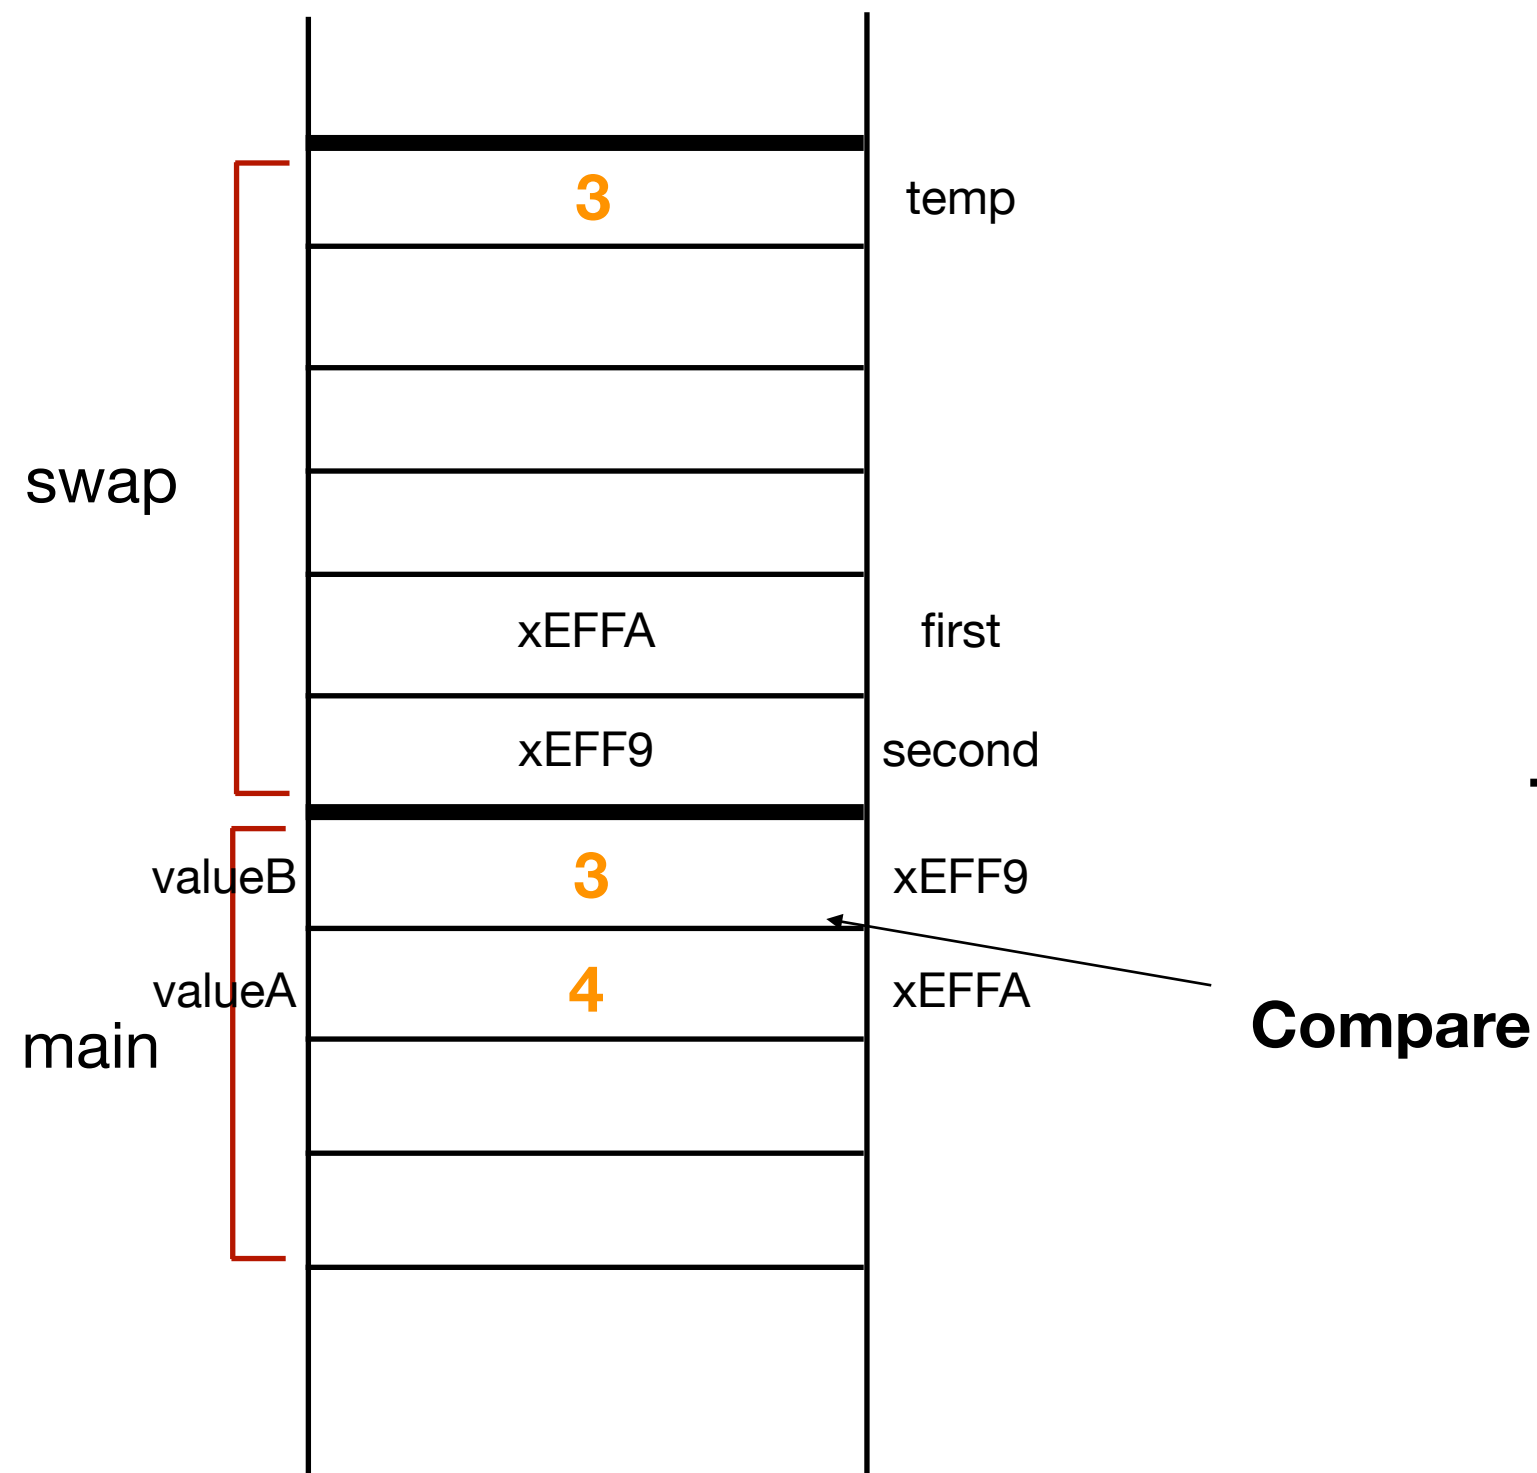 3 temp
swap
xEFFA first
xEFF9 second
valueB 3 xEFF9
valueA 4 xEFFA
main
Compare